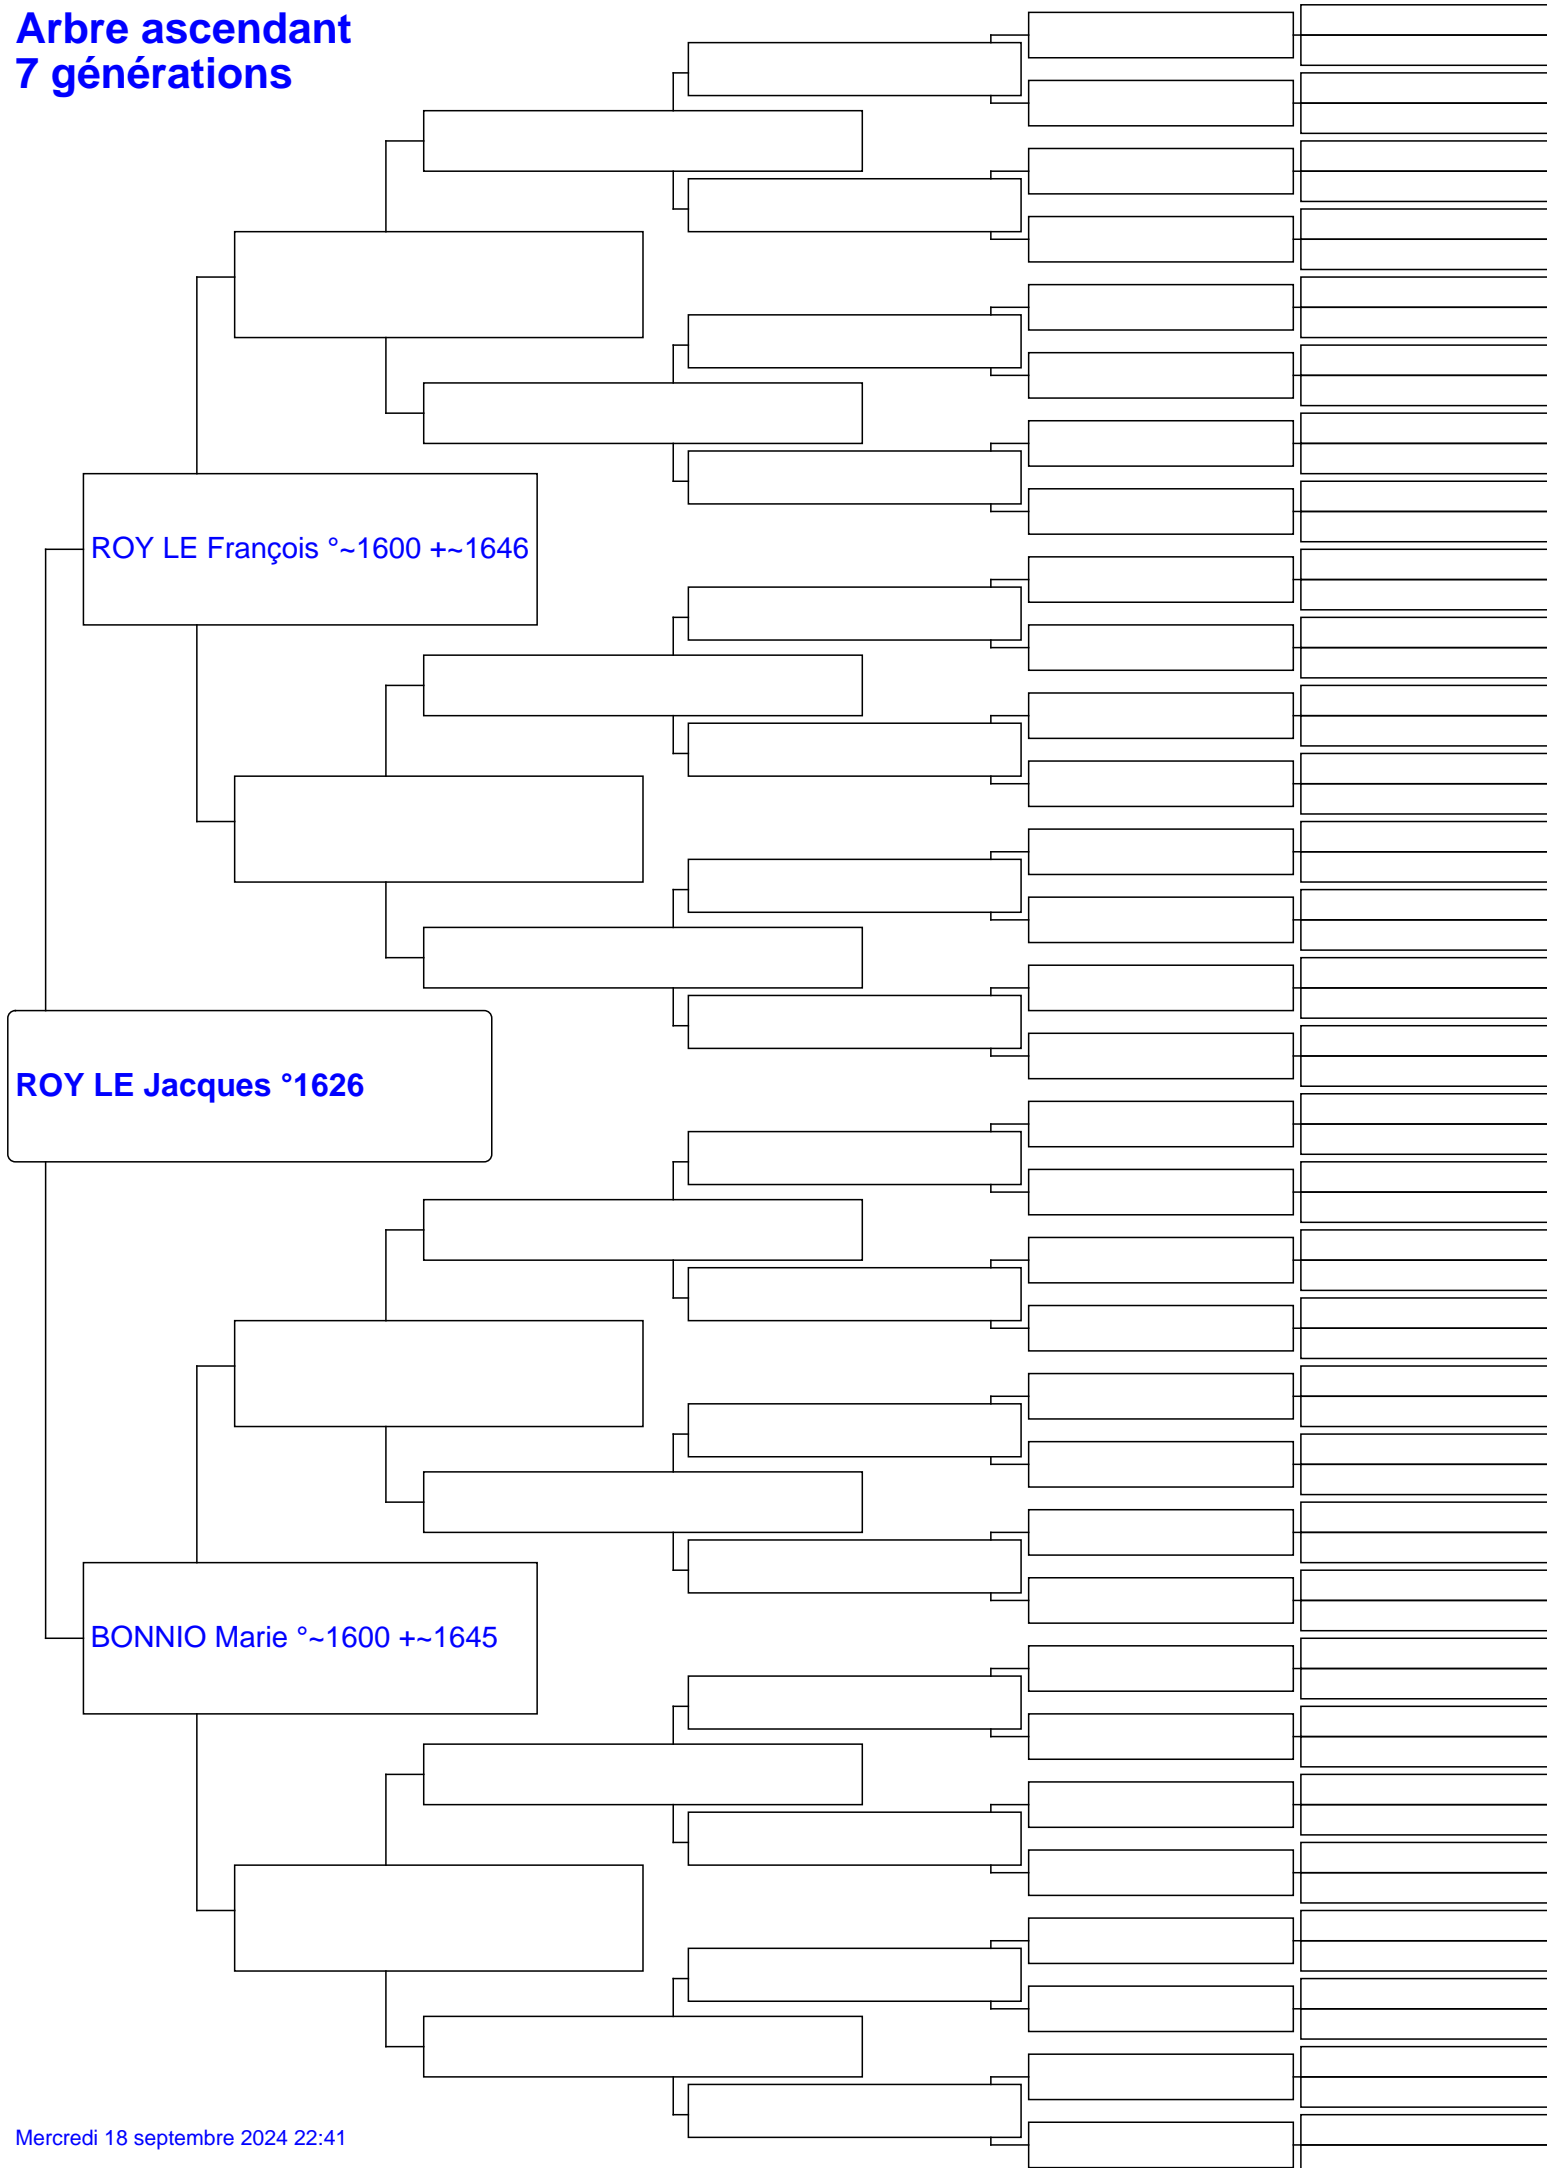 Arbre ascendant
7 générations
ROY LE François °~1600 +~1646
ROY LE Jacques °1626
BONNIO Marie °~1600 +~1645
Mercredi 18 septembre 2024 22:41